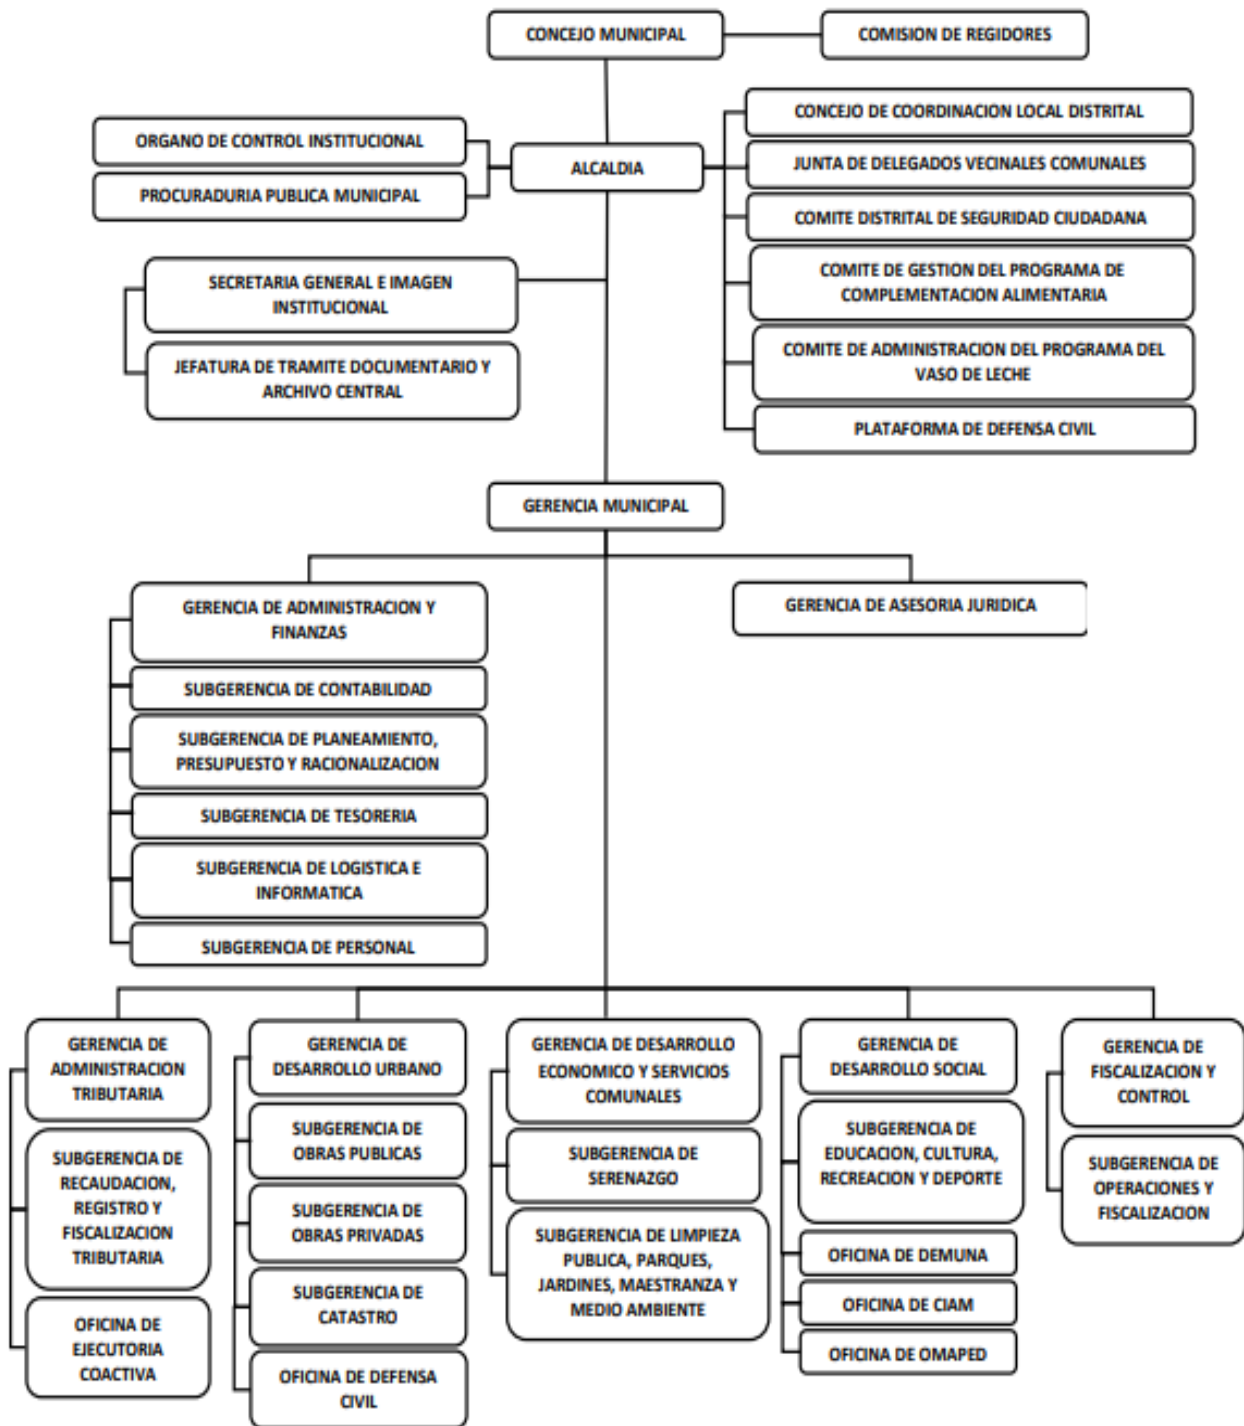 CONCEJO MUNICIPAL
COMISION DE REGIDORES
CONCEJO DE COORDINACION LOCAL DISTRITAL
ORGANO DE CONTROL INSTITUCIONAL
ALCALDIA
JUNTA DE DELEGADOS VECINALES COMUNALES
PROCURADURIA PUBLICA MUNICIPAL
COMITE DISTRITAL DE SEGURIDAD CIUDADANA
SECRETARIA GENERAL E IMAGEN
INSTITUCIONAL
COMITE DE GESTION DEL PROGRAMA DE
COMPLEMENTACION ALIMENTARIA
JEFATURA DE TRAMITE DOCUMENTARIO Y
ARCHIVO CENTRAL
COMITE DE ADMINISTRACION DEL PROGRAMA DEL
VASO DE LECHE
PLATAFORMA DE DEFENSA CIVIL
GERENCIA MUNICIPAL
GERENCIA DE ADMINISTRACION Y
FINANZAS
GERENCIA DE ASESORIA JURIDICA
SUBGERENCIA DE CONTABILIDAD
SUBGERENCIA DE PLANEAMIENTO,
PRESUPUESTO Y RACIONALIZACION
SUBGERENCIA DE TESORERIA
SUBGERENCIA DE LOGISTICA E
INFORMATICA
SUBGERENCIA DE PERSONAL
GERENCIA DE
ADMINISTRACION
TRIBUTARIA
SUBGERENCIA DE
RECAUDACION,
REGISTRO Y
FISCALIZACION
TRIBUTARIA
OFICINA DE
EJECUTORIA
COACTIVA
GERENCIA DE
DESARROLLO URBANO
SUBGERENCIA DE
OBRAS PUBLICAS
SUBGERENCIA DE
OBRAS PRIVADAS
SUBGERENCIA DE
CATASTRO
OFICINA DE DEFENSA
CIVIL
GERENCIA DE DESARROLLO
ECONOMICO Y SERVICIOS
COMUNALES
SUBGERENCIA DE
SERENAZGO
SUBGERENCIA DE LIMPIEZA
PUBLICA, PARQUES,
JARDINES, MAESTRANZA Y
MEDIO AMBIENTE
GERENCIA DE
DESARROLLO SOCIAL
SUBGERENCIA DE
EDUCACION, CULTURA,
RECREACION Y DEPORTE
OFICINA DE DEMUNA
OFICINA DE CIAM
OFICINA DE OMAPED
GERENCIA DE
FISCALIZACION Y
CONTROL
SUBGERENCIA DE
OPERACIONES Y
FISCALIZACION